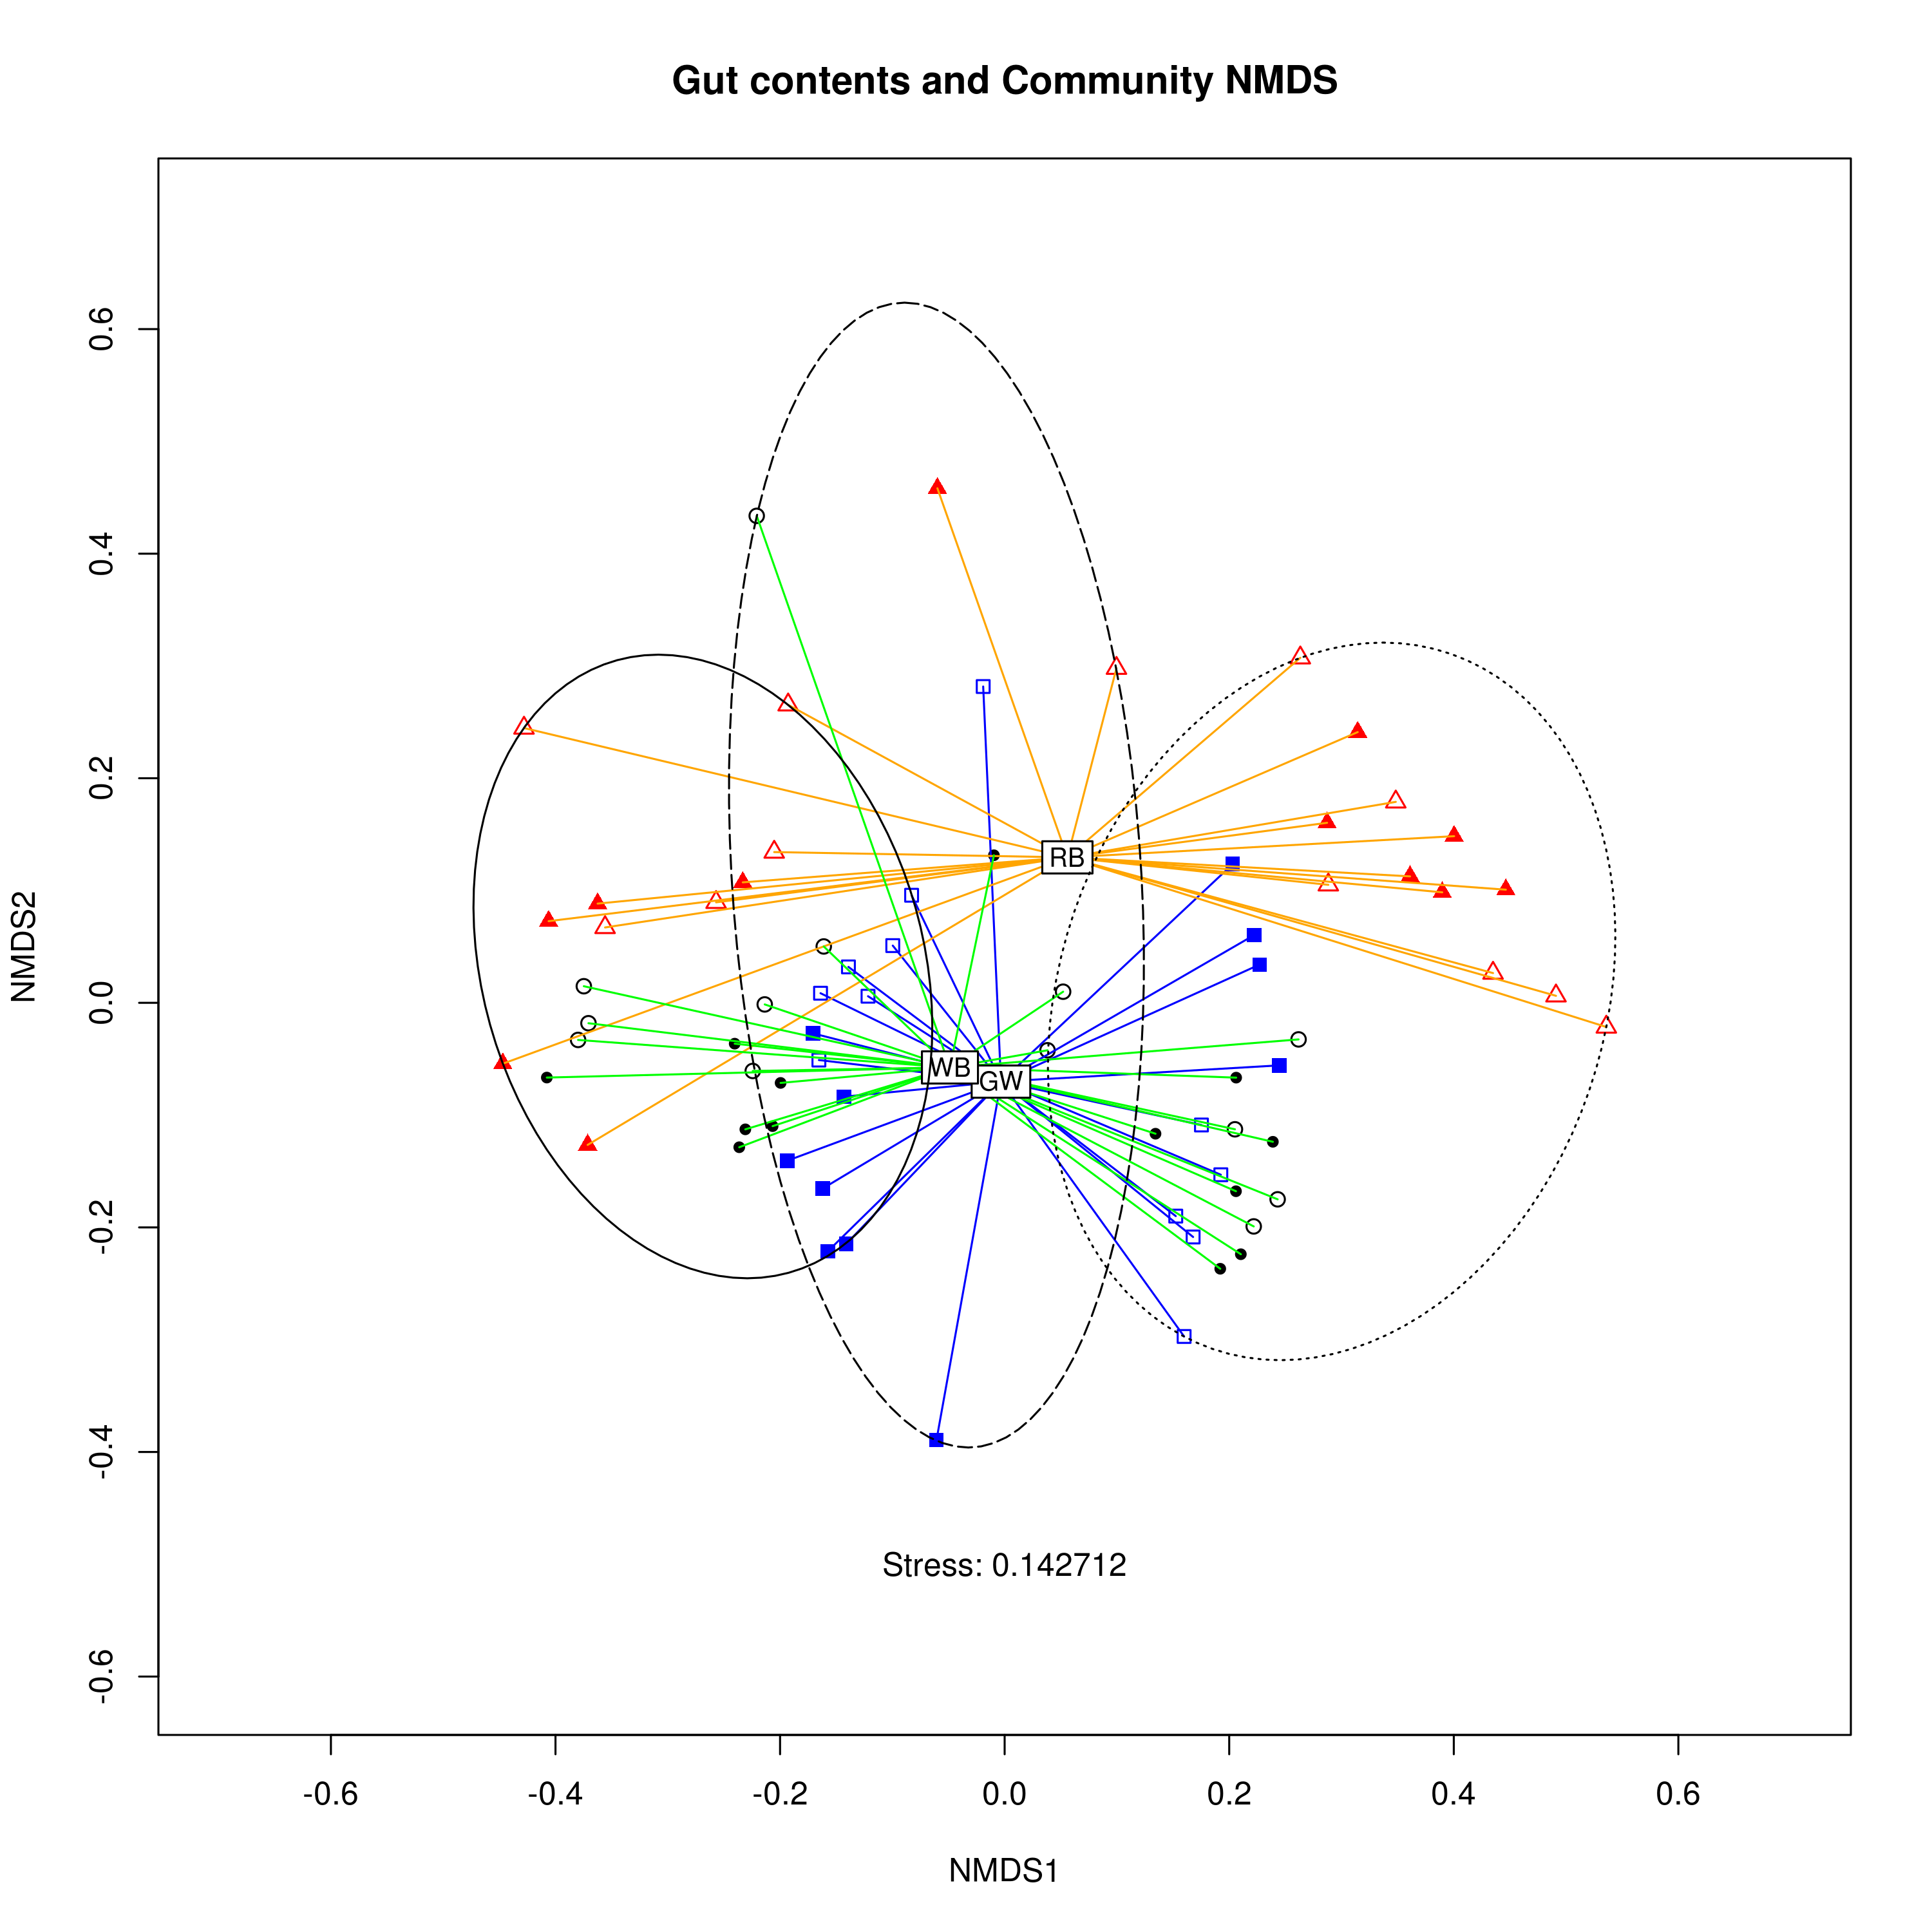 Gut contents and Community NMDS
NMDS2
0.6
0.4
0.2
0.0
-0.2
-0.4
-0.6
RB
WB
GW
Stress: 0.142712
-0.6 -0.4 -0.2 0.0 0.2 0.4 0.6
NMDS1